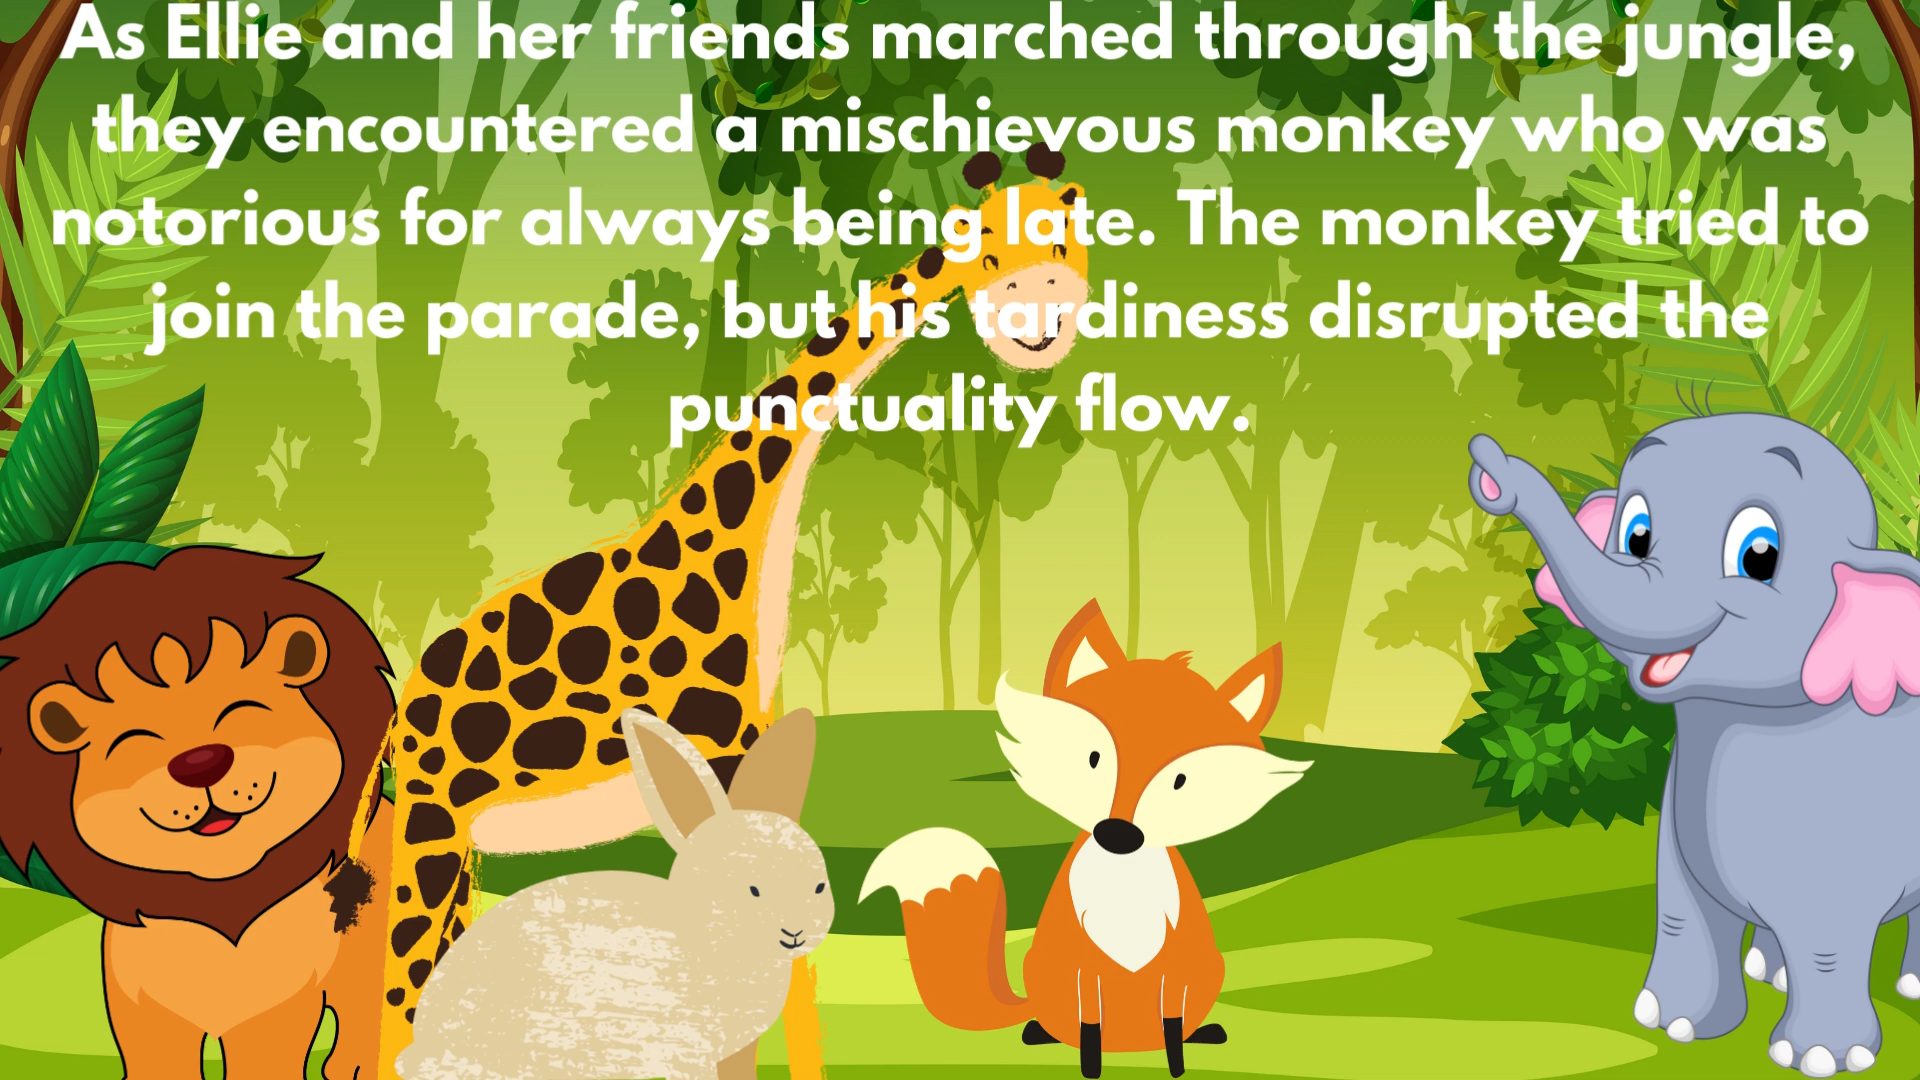 As Ellie and her friends marched through the jungle,
they encountered a mischievous monkey who was
notorious for always being late. The monkey tried to
join the parade, but his tardiness disrupted the
punctuality flow.